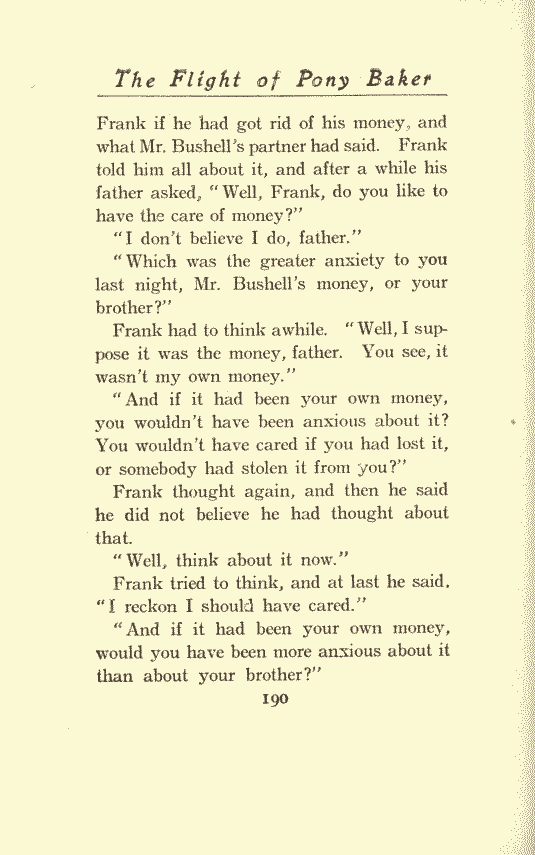 The Flight of Pony Baker
Frank if he had got rid of his money, and
what Mr. Bushell's partner had said. Frank
told him all about it, and after a while his
father asked, "Well, Frank, do you like to
have the care of money?"
"I don't believe I do, father."
"Which was the greater anxiety to you
last night, Mr. Bushell's money, or your
brother?"
Frank had to think awhile. "Well, I sup-
pose it was the money, father. You see, it
wasn't my own money."
"And if it had been your own money,
you wouldn't have been anxious about it?
You wouldn't have cared if you had lost it,
or somebody had stolen it from you?"
Frank thought again, and then he said
he did not believe he had thought about
that.
"Well, think about it now."
Frank tried to think, and at last he said.
"I reckon I should have cared."
"And if it had been your own money,
would you have been more anxious about it
than about your brother?"
190